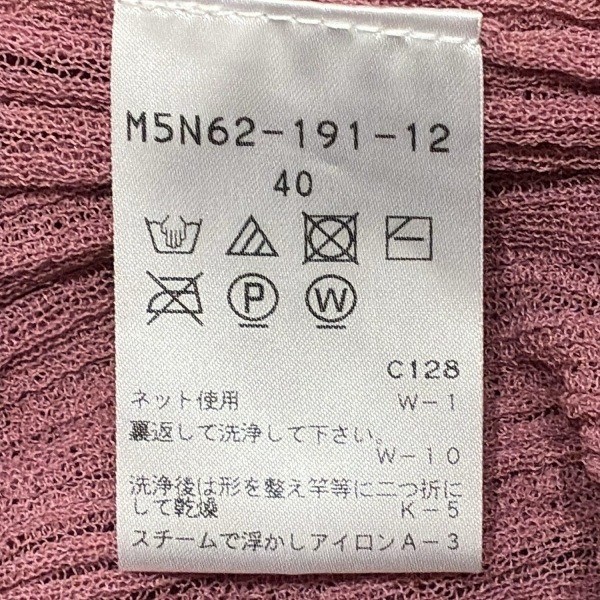 M5N62-191-12
40
P W
C128
ネット使用 W-1
裏返して洗浄して下さい。
W-10
洗浄後は形を整え竿等に二つ折に
して乾燥 K-5
スチームで浮かしアイロンA-3